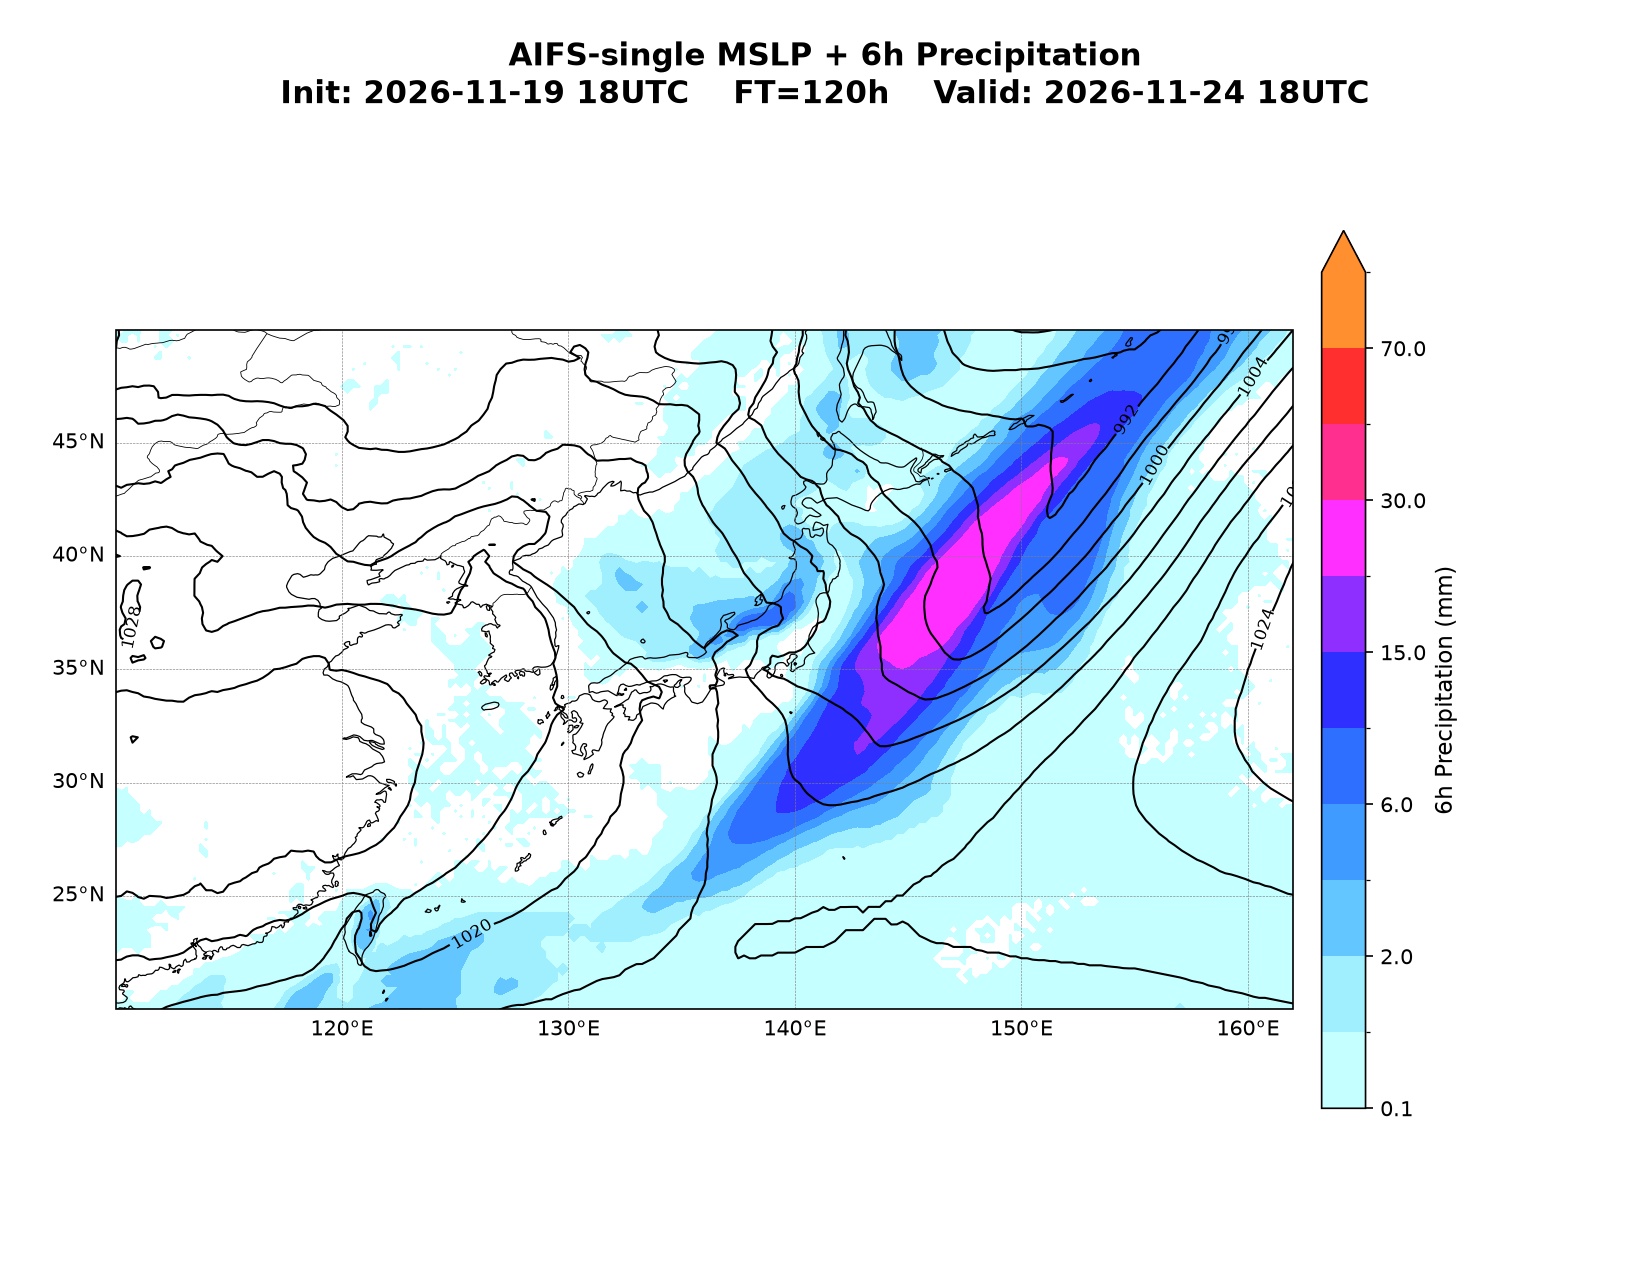 AIFS-single MSLP + 6h Precipitation
Init: 2026-11-19 18UTC    FT=120h    Valid: 2026-11-24 18UTC
70.0
30.0
15.0
6.0
2.0
0.1
6h Precipitation (mm)
45°N
40°N
35°N
30°N
25°N
120°E
130°E
140°E
150°E
160°E
1004
992
1000
1028
1024
1020